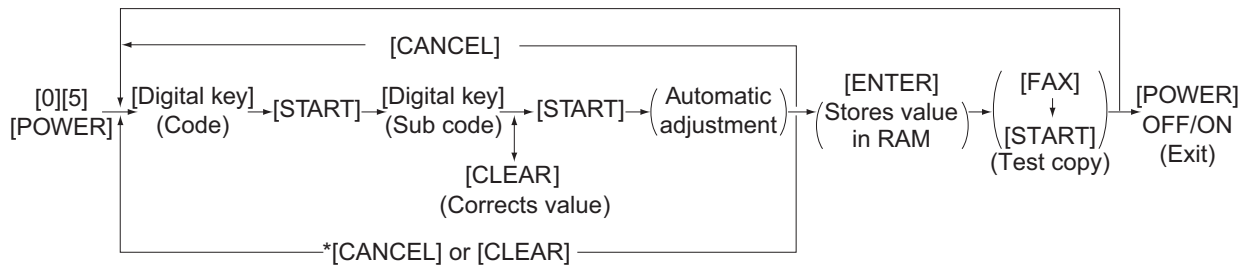 [CANCEL]
[0][5]
[POWER]
[Digital key]
(Code)
[START]
[Digital key]
(Sub code)
[CLEAR]
(Corrects value)
[START]
(Automatic
adjustment)
[ENTER]
(Stores value
in RAM)
([FAX]
[START])
(Test copy)
[POWER]
OFF/ON
(Exit)
*[CANCEL] or [CLEAR]